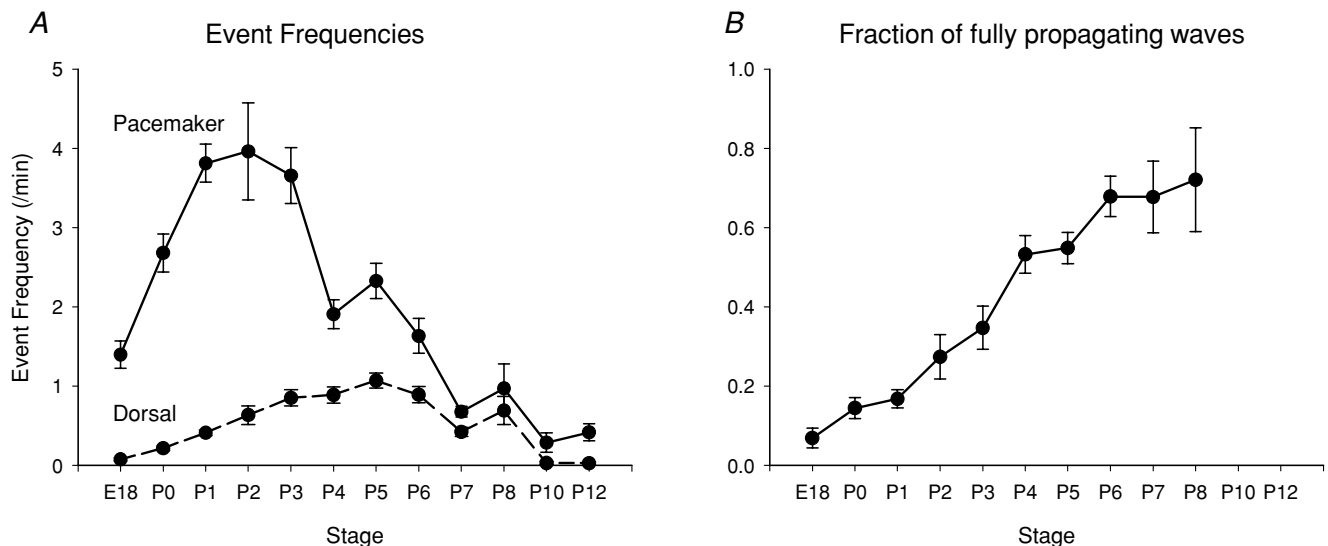 A
Event Frequencies
Event Frequency (/min)
5
4
3
2
1
0
Pacemaker
Dorsal
E18 P0 P1 P2 P3 P4 P5 P6 P7 P8 P10 P12
Stage
B
Fraction of fully propagating waves
1.0
0.8
0.6
0.4
0.2
0.0
E18 P0 P1 P2 P3 P4 P5 P6 P7 P8 P10 P12
Stage